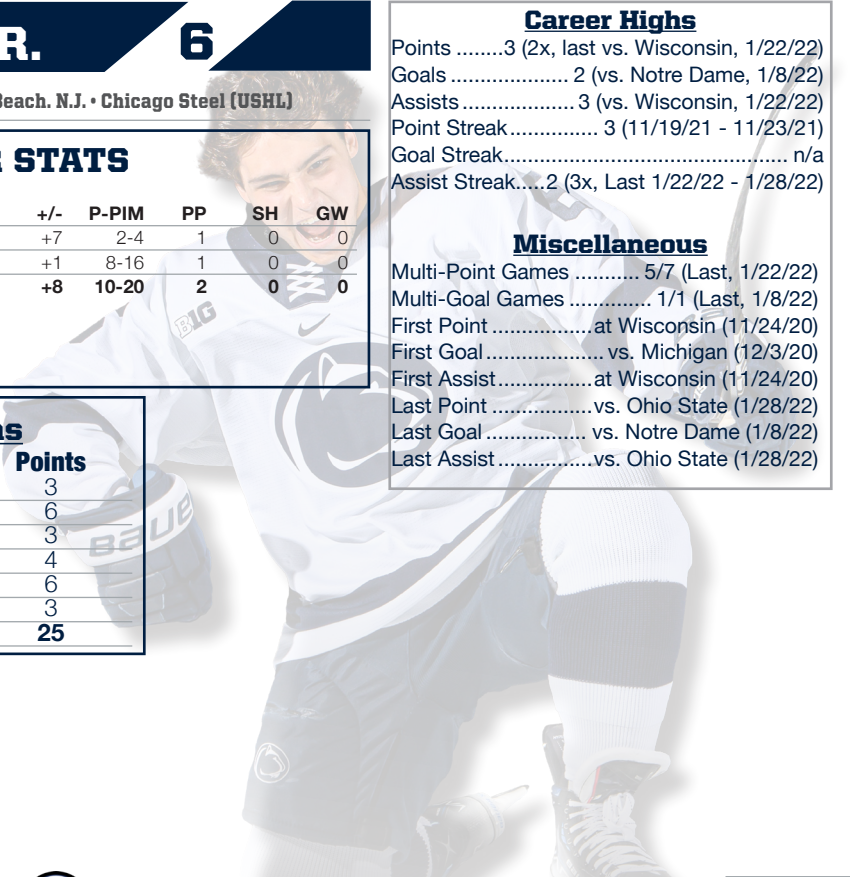 R. 6
Beach. N.J. • Chicago Steel (USHL)
STATS
+/- P-PIM PP SH GW
+7 2-4 1 0 0
+1 8-16 1 0 0
+8 10-20 2 0 0
Points
3
6
3
4
6
3
25
Career Highs
Points ........3 (2x, last vs. Wisconsin, 1/22/22)
Goals .................... 2 (vs. Notre Dame, 1/8/22)
Assists ................... 3 (vs. Wisconsin, 1/22/22)
Point Streak............... 3 (11/19/21 - 11/23/21)
Goal Streak................................................ n/a
Assist Streak.....2 (3x, Last 1/22/22 - 1/28/22)
Miscellaneous
Multi-Point Games ........... 5/7 (Last, 1/22/22)
Multi-Goal Games .............. 1/1 (Last, 1/8/22)
First Point .................at Wisconsin (11/24/20)
First Goal .................... vs. Michigan (12/3/20)
First Assist................at Wisconsin (11/24/20)
Last Point .................vs. Ohio State (1/28/22)
Last Goal ................. vs. Notre Dame (1/8/22)
Last Assist ................vs. Ohio State (1/28/22)
B1G
BAUE